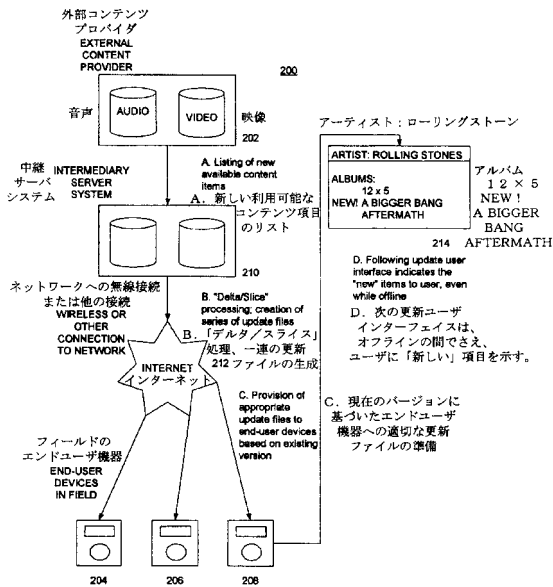 外部コンテンツ
プロバイダ
EXTERNAL
CONTENT
PROVIDER
200
音声
AUDIO
VIDEO
映像
202
アーティスト：ローリングストーン
ARTIST: ROLLING STONES
ALBUMS:
12 x 5
NEW! A BIGGER BANG
AFTERMATH
214
アルバム
１２×５
NEW！
A BIGGER
BANG
AFTERMATH
中継
サーバ
システム
INTERMEDIARY
SERVER
SYSTEM
A. Listing of new
available content
items
A．新しい利用可能な
コンテンツ項目
のリスト
210
D. Following update user
interface indicates the
"new" items to user, even
while offline
D．次の更新ユーザ
インターフェイスは、
オフラインの間でさえ、
ユーザに「新しい」項目を示す。
ネットワークへの無線接続
または他の接続
WIRELESS OR
OTHER
CONNECTION
TO NETWORK
B. "Delta/Slice"
processing; creation of
series of update files
B．「デルタ／スライス」
処理、一連の更新
ファイルの生成
212
INTERNET
インターネット
C. Provision of
appropriate
update files to
end-user devices
based on existing
version
C．現在のバージョンに
基づいたエンドユーザ
機器への適切な更新
ファイルの準備
フィールドの
エンドユーザ機器
END-USER
DEVICES
IN FIELD
204
206
208